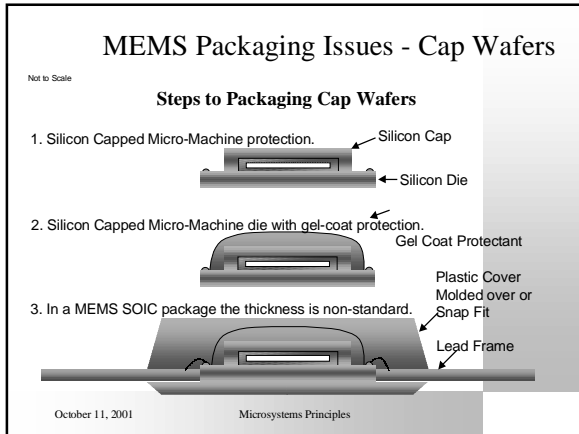 MEMS Packaging Issues - Cap Wafers
Not to Scale
Steps to Packaging Cap Wafers
1. Silicon Capped Micro-Machine protection.
Silicon Cap
Silicon Die
2. Silicon Capped Micro-Machine die with gel-coat protection.
Gel Coat Protectant
Plastic Cover
Molded over or
Snap Fit
3. In a MEMS SOIC package the thickness is non-standard.
Lead Frame
October 11, 2001
Microsystems Principles